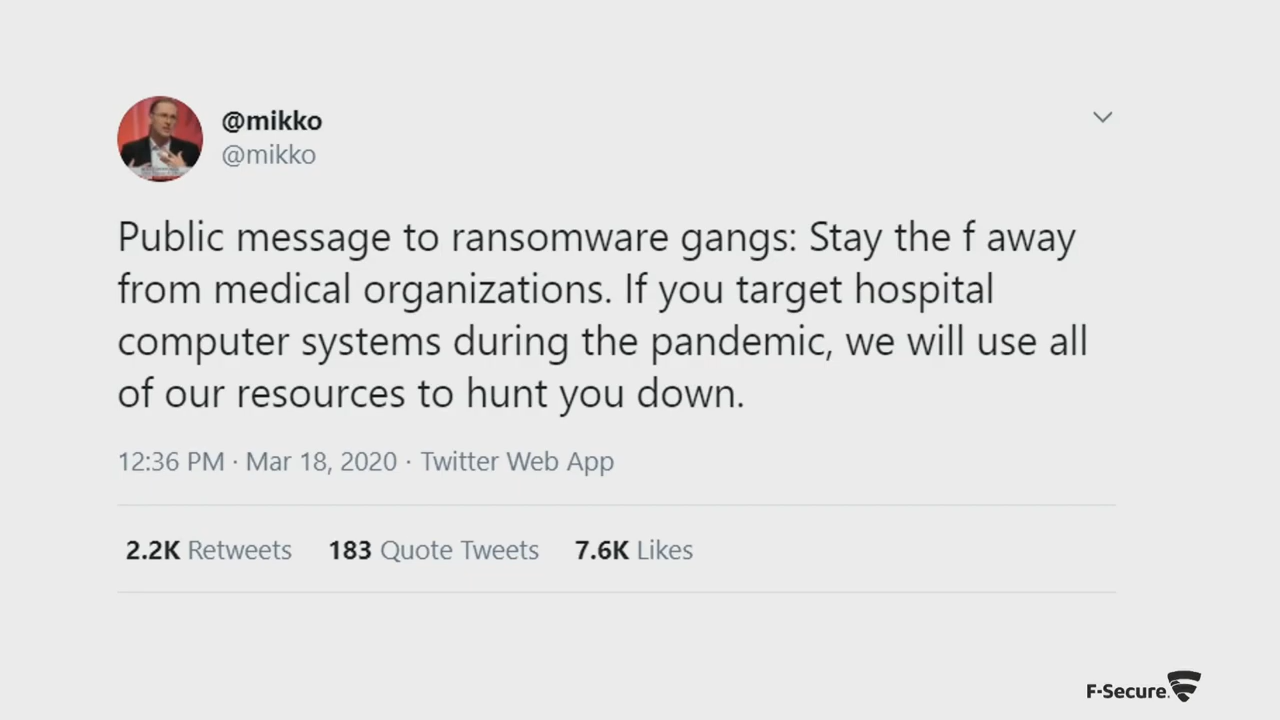 @mikko
@mikko
Public message to ransomware gangs: Stay the f away
from medical organizations. If you target hospital
computer systems during the pandemic, we will use all
of our resources to hunt you down.
12:36 PM · Mar 18, 2020 · Twitter Web App
2.2K Retweets 183 Quote Tweets 7.6K Likes
F-Secure.